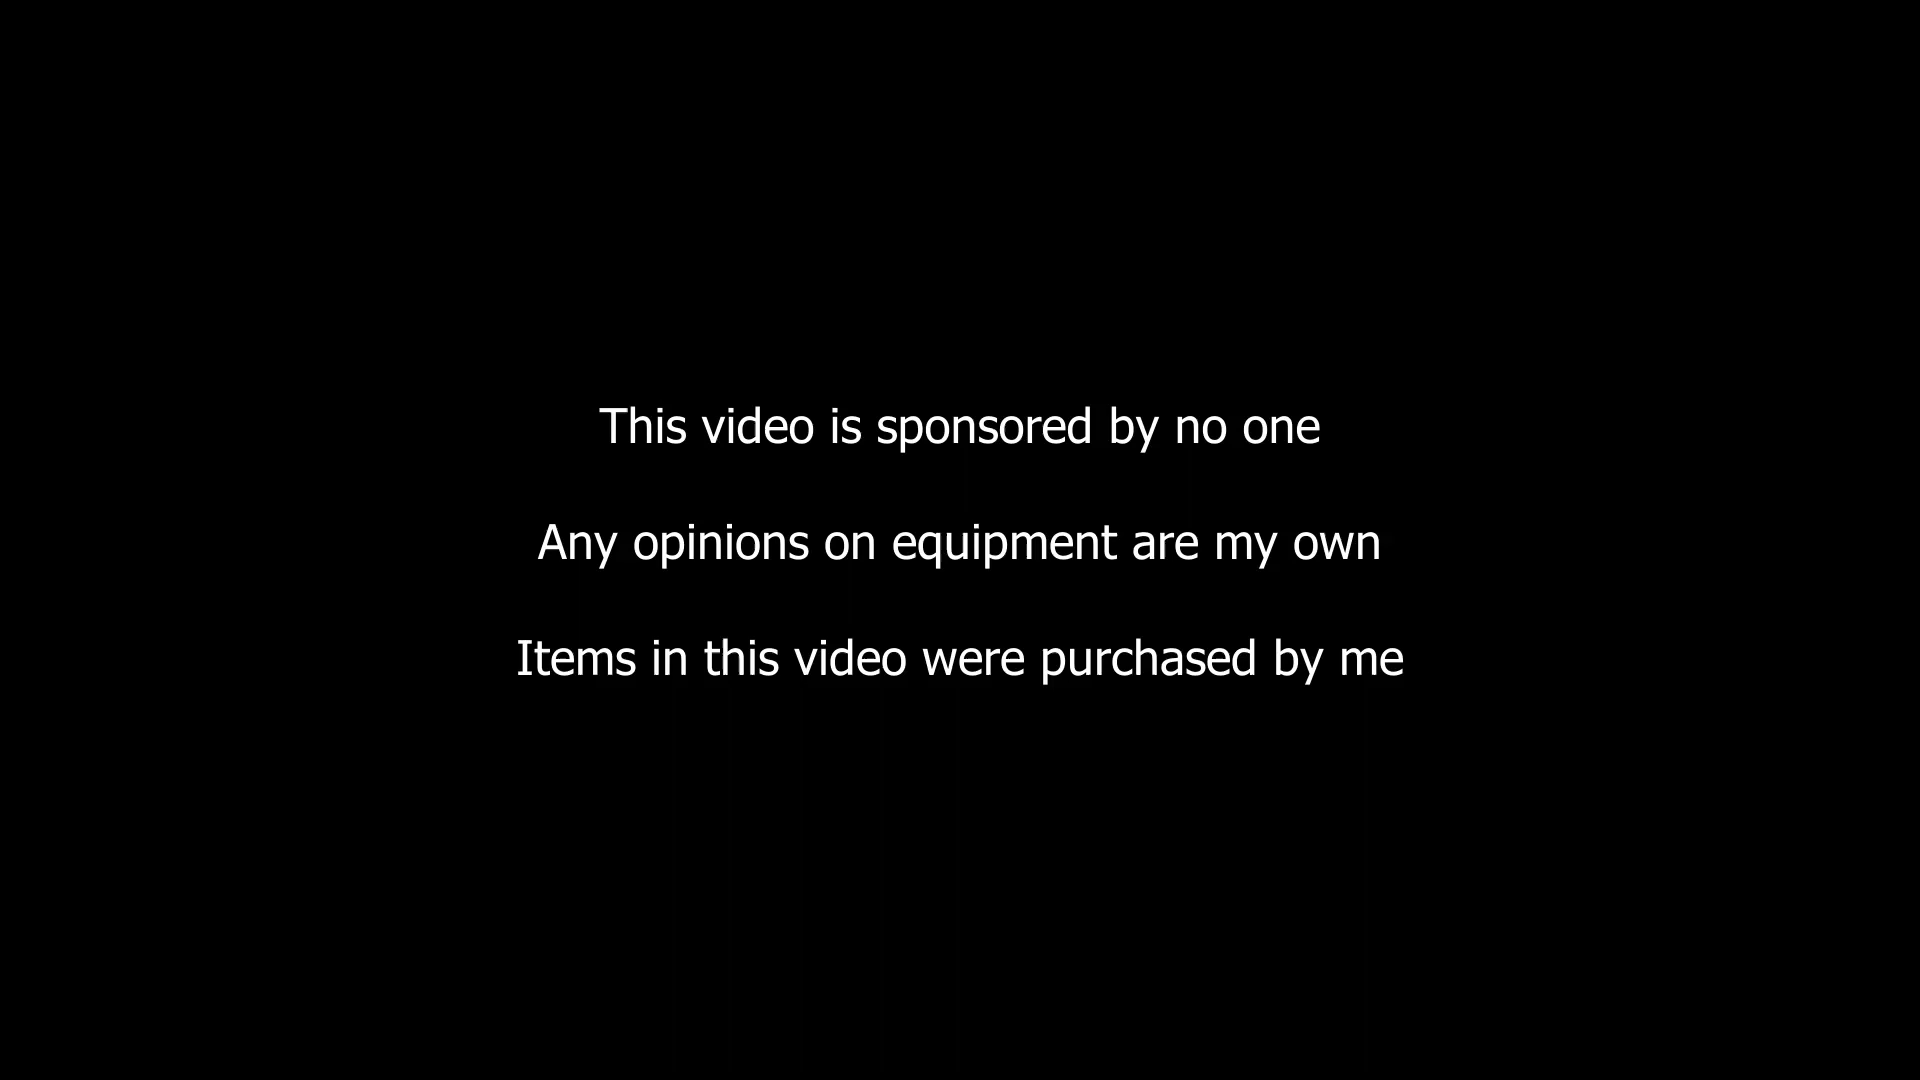 This video is sponsored by no one
Any opinions on equipment are my own
Items in this video were purchased by me